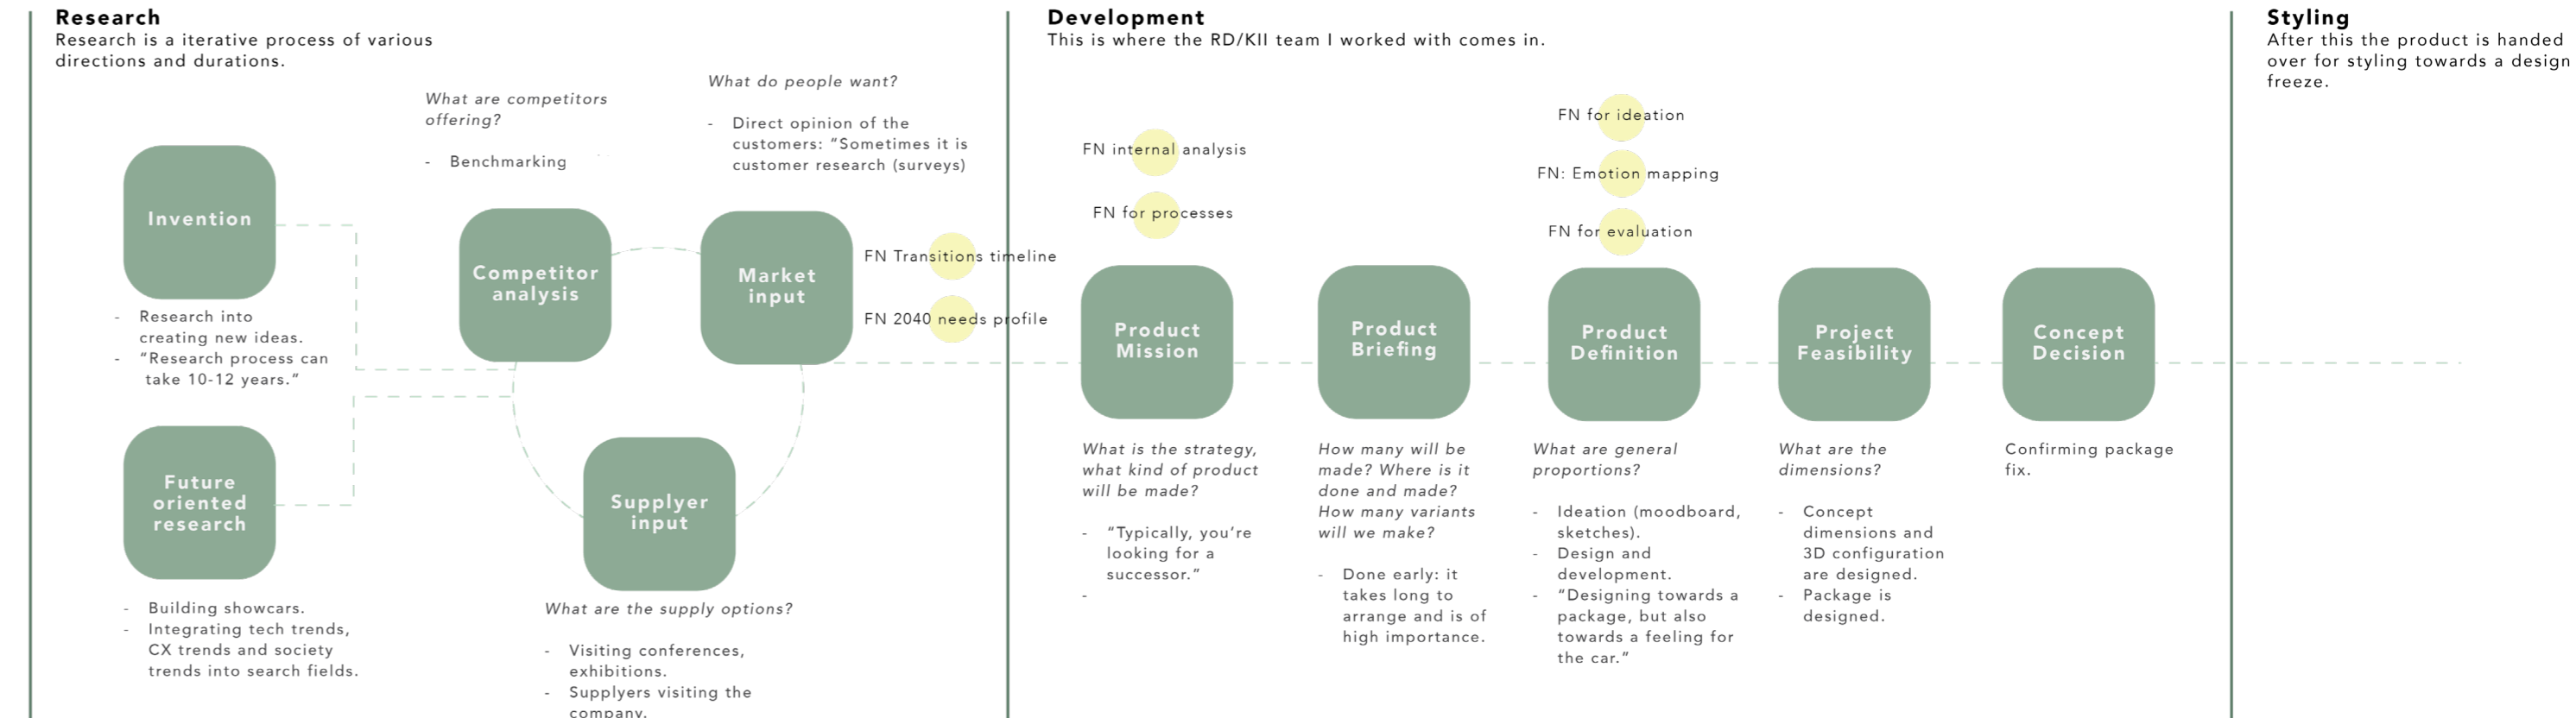 Research
Research is a iterative process of various
directions and durations.
What are competitors
offering?
- Benchmarking
What do people want?
- Direct opinion of the
customers: “Sometimes it is
customer research (surveys)
Invention
- Research into
creating new ideas.
- “Research process can
take 10-12 years.”
Future
oriented
research
- Building showcars.
- Integrating tech trends,
CX trends and society
trends into search fields.
Competitor
analysis
Market
input
FN Transitions timeline
FN 2040 needs profile
Supplyer
input
What are the supply options?
- Visiting conferences,
exhibitions.
- Supplyers visiting the
company.
Development
This is where the RD/KII team I worked with comes in.
FN internal analysis
FN for processes
Product
Mission
What is the strategy,
what kind of product
will be made?
- “Typically, you’re
looking for a
successor.”
-
Product
Briefing
How many will be
made? Where is it
done and made?
How many variants
will we make?
- Done early: it
takes long to
arrange and is of
high importance.
FN for ideation
FN: Emotion mapping
FN for evaluation
Product
Definition
What are general
proportions?
- Ideation (moodboard,
sketches).
- Design and
development.
- “Designing towards a
package, but also
towards a feeling for
the car.”
Project
Feasibility
What are the
dimensions?
- Concept
dimensions and
3D configuration
are designed.
- Package is
designed.
Concept
Decision
Confirming package
fix.
Styling
After this the product is handed
over for styling towards a design
freeze.